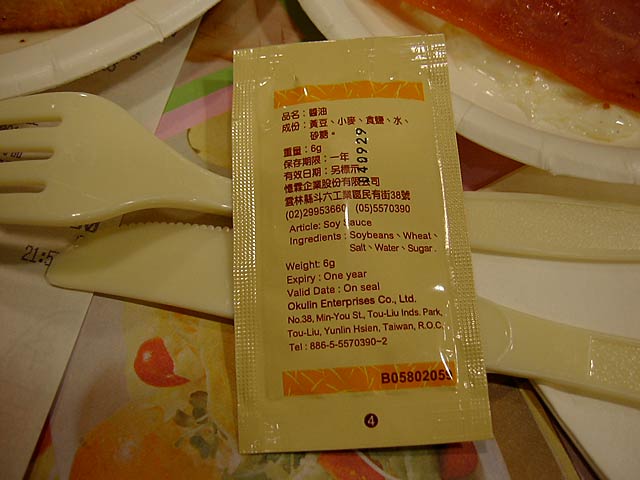 品名：醬油
成份：黃豆、小麥、食鹽、水、
砂糖。
重量：6g
保存期限：一年
有效日期：另標示
憶霖企業股份有限公司
雲林縣斗六工業區民有街38號
(02)29953660 (05)5570390
40929
Article: Soy Sauce
Ingredients : Soybeans、Wheat、
Salt、Water、Sugar.
Weight: 6g
Expiry : One year
Valid Date : On seal
Okulin Enterprises Co., Ltd.
No.38, Min-You St., Tou-Liu Inds. Park,
Tou-Liu, Yunlin Hsien, Taiwan, R.O.C.
Tel : 886-5-5570390~2
B05802055
4